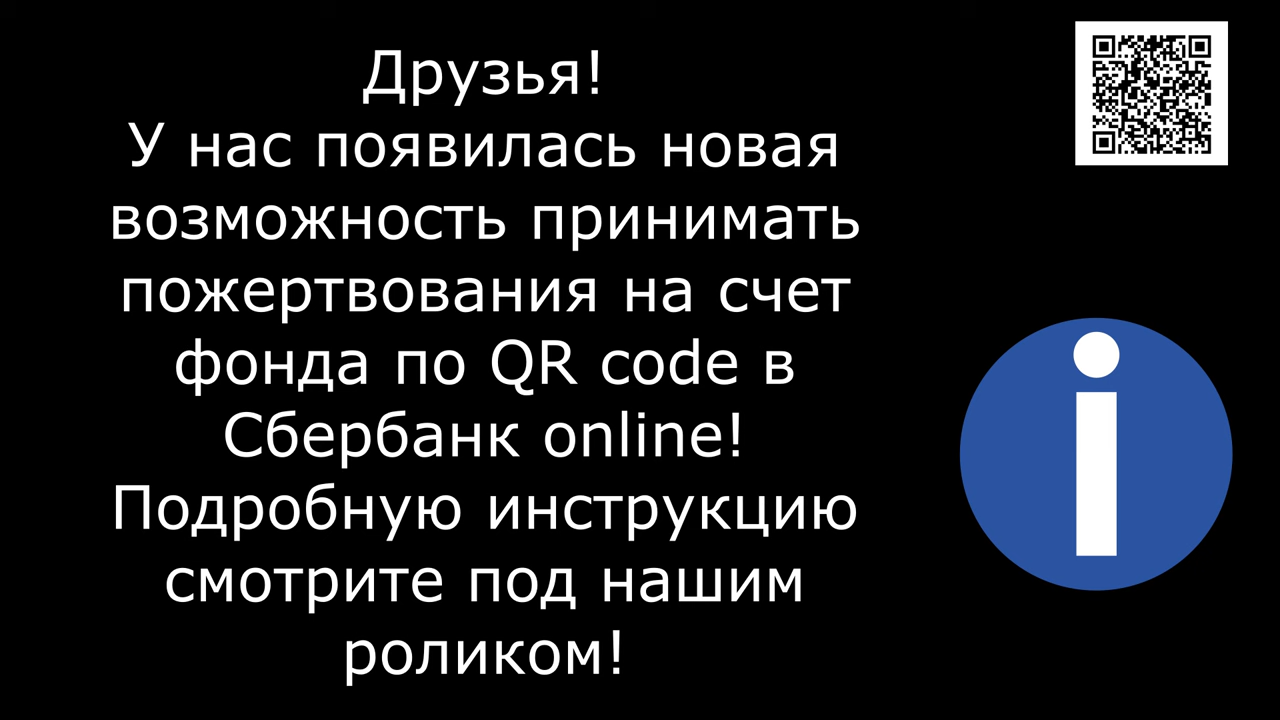 Друзья!
У нас появилась новая
возможность принимать
пожертвования на счет
фонда по QR code в
Сбербанк online!
Подробную инструкцию
смотрите под нашим
роликом!